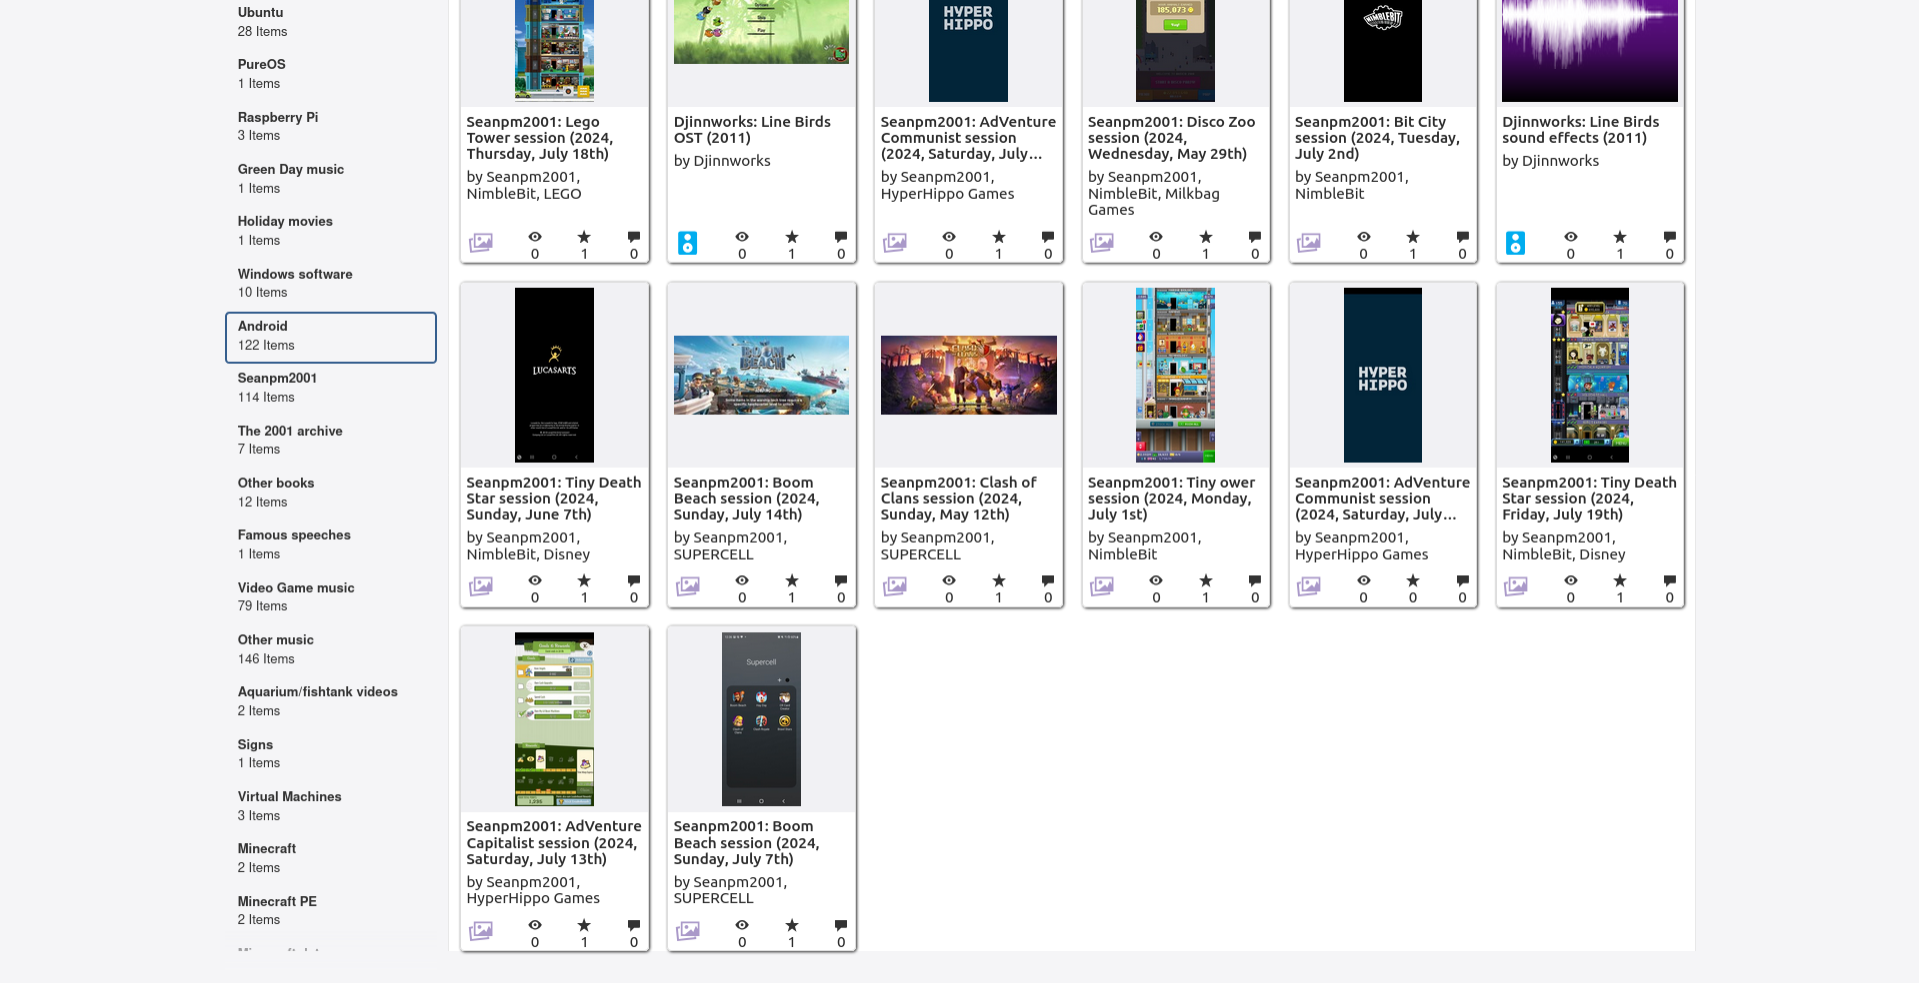 Ubuntu
28 Items
PureOS
1 Items
Raspberry Pi
3 Items
Green Day music
1 Items
Holiday movies
1 Items
Windows software
10 Items
Android
122 Items
Seanpm2001
114 Items
The 2001 archive
7 Items
Other books
12 Items
Famous speeches
1 Items
Video Game music
79 Items
Other music
146 Items
Aquarium/fishtank videos
2 Items
Signs
1 Items
Virtual Machines
3 Items
Minecraft
2 Items
Minecraft PE
2 Items
Seanpm2001: Lego
Tower session (2024,
Thursday, July 18th)
by Seanpm2001,
NimbleBit, LEGO
0 1 0
Djinnworks: Line Birds
OST (2011)
by Djinnworks
0 1 0
HYPER
HIPPO
Seanpm2001: AdVenture
Communist session
(2024, Saturday, July...
by Seanpm2001,
HyperHippo Games
0 1 0
185,073
Seanpm2001: Disco Zoo
session (2024,
Wednesday, May 29th)
by Seanpm2001,
NimbleBit, Milkbag
Games
0 1 0
NIMBLEBIT
Seanpm2001: Bit City
session (2024, Tuesday,
July 2nd)
by Seanpm2001,
NimbleBit
0 1 0
Djinnworks: Line Birds
sound effects (2011)
by Djinnworks
0 1 0
LUCASARTS
Seanpm2001: Tiny Death
Star session (2024,
Sunday, June 7th)
by Seanpm2001,
NimbleBit, Disney
0 1 0
BOOM
BEACH
Seanpm2001: Boom
Beach session (2024,
Sunday, July 14th)
by Seanpm2001,
SUPERCELL
0 1 0
Seanpm2001: Clash of
Clans session (2024,
Sunday, May 12th)
by Seanpm2001,
SUPERCELL
0 1 0
Seanpm2001: Tiny ower
session (2024, Monday,
July 1st)
by Seanpm2001,
NimbleBit
0 1 0
HYPER
HIPPO
Seanpm2001: AdVenture
Communist session
(2024, Saturday, July...
by Seanpm2001,
HyperHippo Games
0 0 0
Seanpm2001: Tiny Death
Star session (2024,
Friday, July 19th)
by Seanpm2001,
NimbleBit, Disney
0 1 0
Seanpm2001: AdVenture
Capitalist session (2024,
Saturday, July 13th)
by Seanpm2001,
HyperHippo Games
0 1 0
Supercell
Seanpm2001: Boom
Beach session (2024,
Sunday, July 7th)
by Seanpm2001,
SUPERCELL
0 1 0